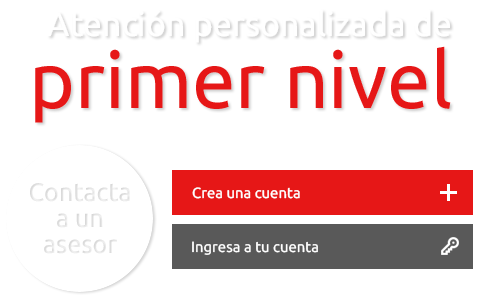 Atención personalizada de
primer nivel
Contacta
a un
asesor
Crea una cuenta
Ingresa a tu cuenta